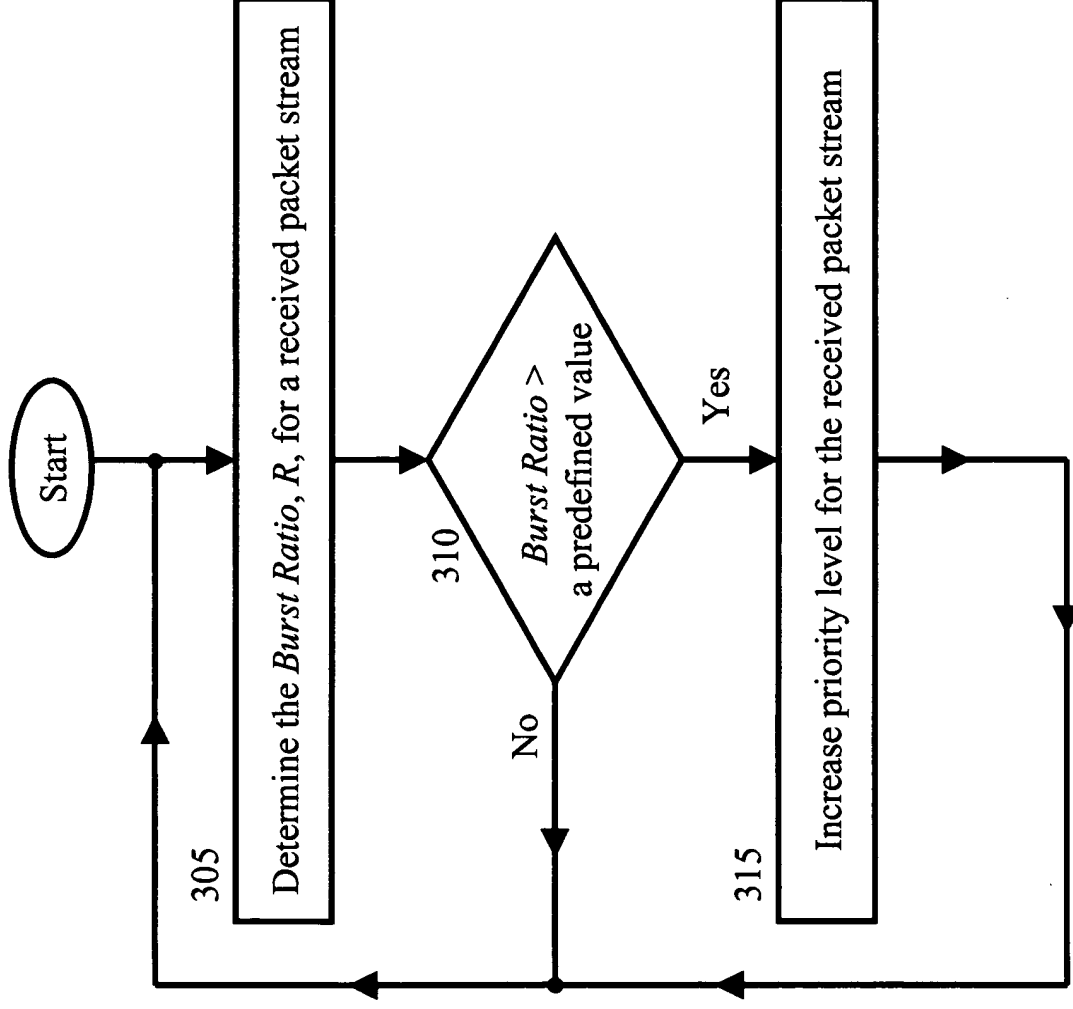 Start
305
Determine the Burst Ratio, R, for a received packet stream
310
Burst Ratio >
a predefined value
No
Yes
315
Increase priority level for the received packet stream